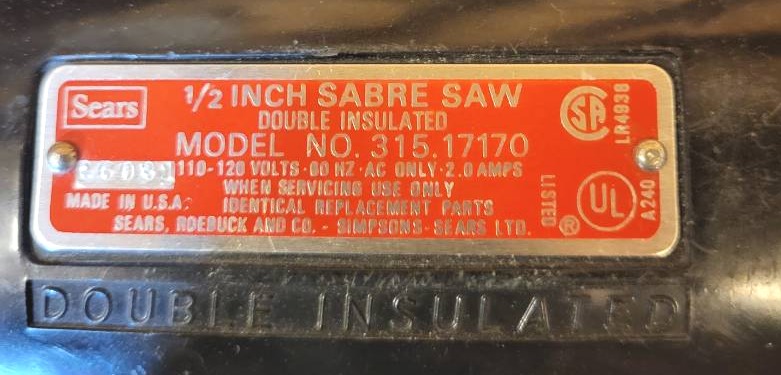 Sears
1/2 INCH SABRE SAW
DOUBLE INSULATED
MODEL NO. 315.17170
110-120 VOLTS·60 HZ·AC ONLY·2.0 AMPS
WHEN SERVICING USE ONLY
MADE IN U.S.A. IDENTICAL REPLACEMENT PARTS
SEARS, ROEBUCK AND CO. - SIMPSONS-SEARS LTD.
CSA
LR4938
LISTED
®
UL
A240
DOUBLE INSULATED